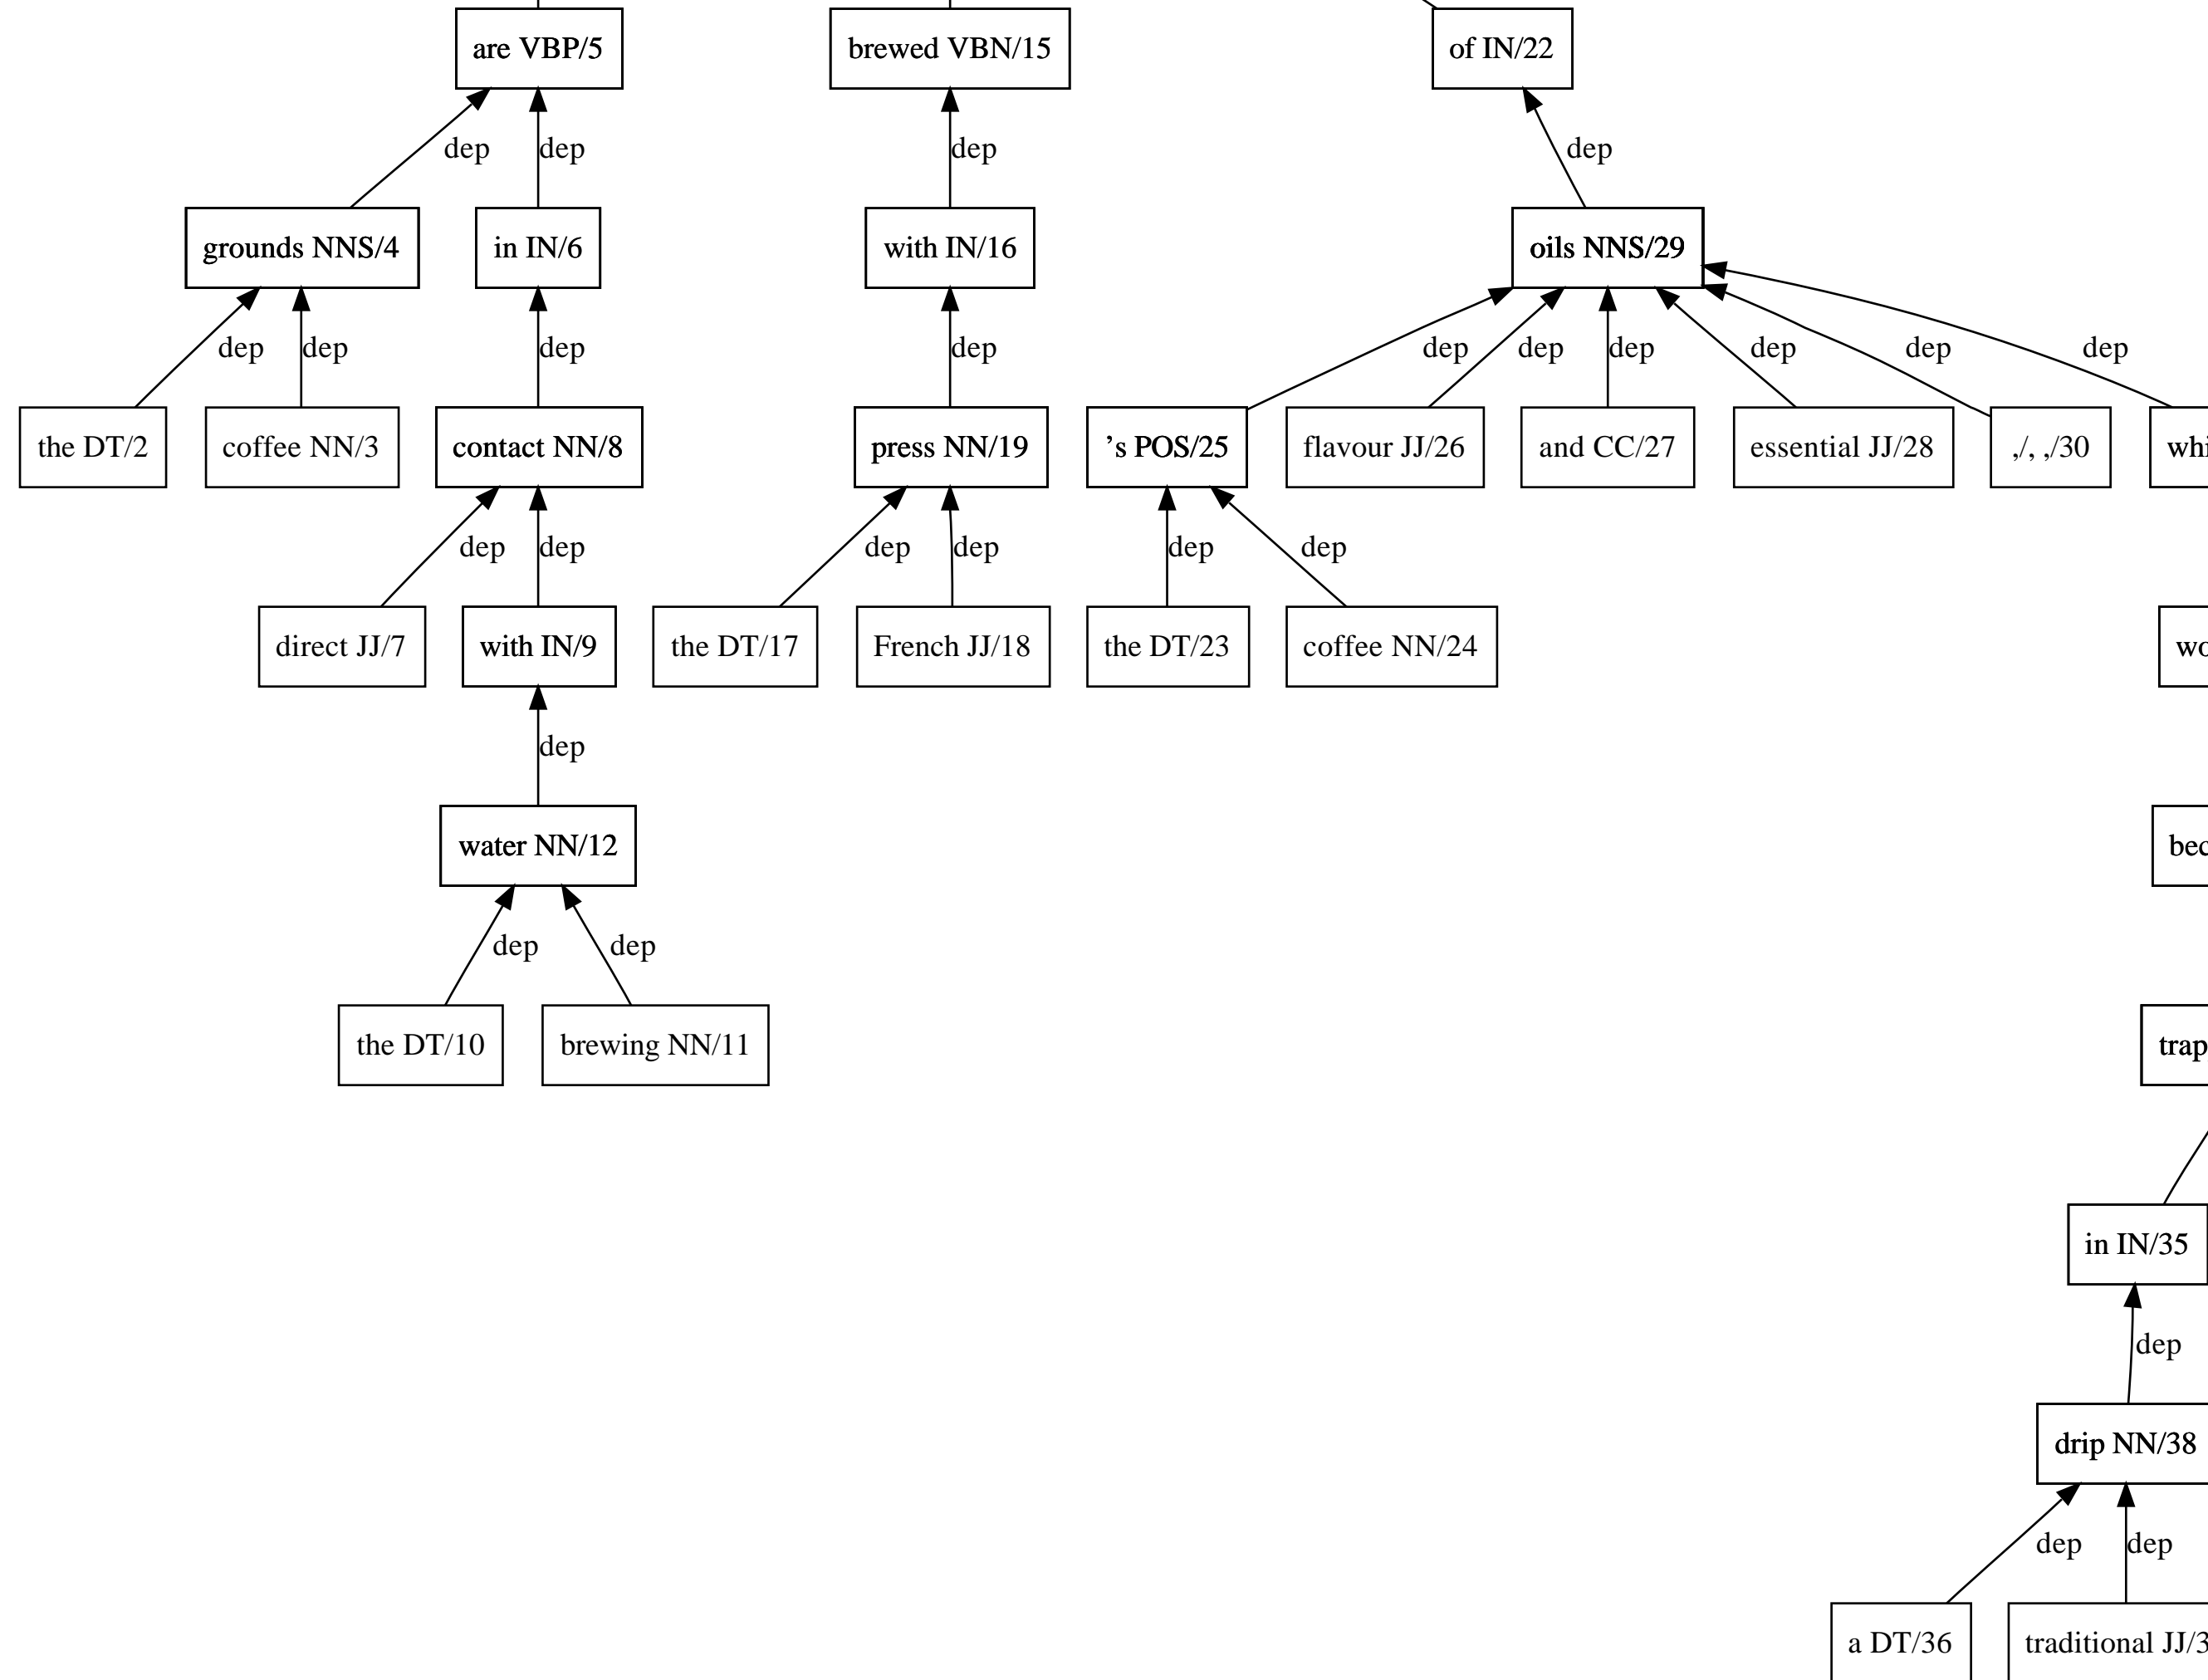 are VBP/5 brewed VBN/15 of IN/22
dep dep dep dep
grounds NNS/4 in IN/6 with IN/16 oils NNS/29
dep dep dep dep dep dep dep dep dep dep
the DT/2 coffee NN/3 contact NN/8 press NN/19 ’s POS/25 flavour JJ/26 and CC/27 essential JJ/28 ,/, ,/30
dep dep dep dep dep dep
direct JJ/7 with IN/9 the DT/17 French JJ/18 the DT/23 coffee NN/24
dep
water NN/12
dep dep
the DT/10 brewing NN/11
in IN/35
dep
drip NN/38
dep dep
a DT/36 traditional JJ/3